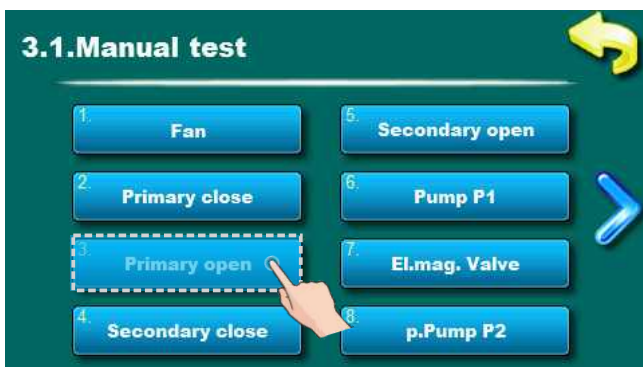 3.1.Manual test
1.
Fan
2.
Primary close
3.
Primary open
4.
Secondary close
5.
Secondary open
6.
Pump P1
7.
El.mag. Valve
8.
p.Pump P2